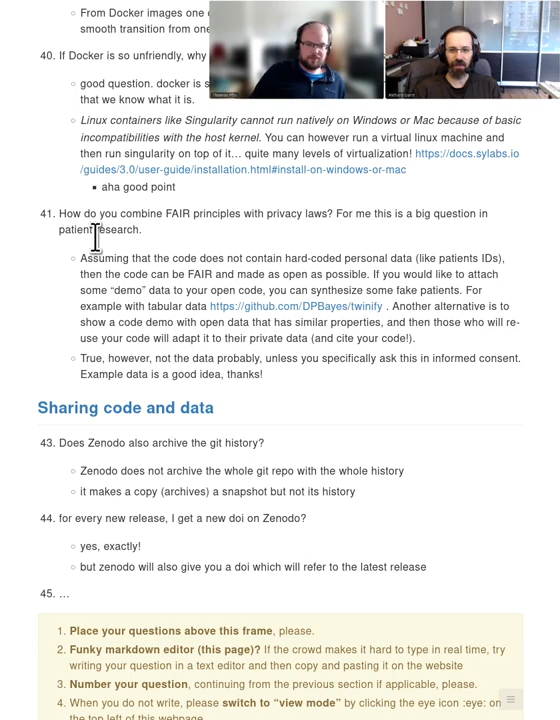 From Docker images one
smooth transition from one
40. If Docker is so unfriendly, why
good question. docker is s
that we know what it is.
Linux containers like Singularity cannot run natively on Windows or Mac because of basic
incompatibilities with the host kernel. You can however run a virtual linux machine and
then run singularity on top of it… quite many levels of virtualization! https://docs.sylabs.io
/guides/3.0/user-guide/installation.html#install-on-windows-or-mac
aha good point
41. How do you combine FAIR principles with privacy laws? For me this is a big question in
patient research.
Assuming that the code does not contain hard-coded personal data (like patients IDs),
then the code can be FAIR and made as open as possible. If you would like to attach
some “demo” data to your open code, you can synthesize some fake patients. For
example with tabular data https://github.com/DPBayes/twinify . Another alternative is to
show a code demo with open data that has similar properties, and then those who will re-
use your code will adapt it to their private data (and cite your code!).
True, however, not the data probably, unless you specifically ask this in informed consent.
Example data is a good idea, thanks!
Sharing code and data
43. Does Zenodo also archive the git history?
Zenodo does not archive the whole git repo with the whole history
it makes a copy (archives) a snapshot but not its history
44. for every new release, I get a new doi on Zenodo?
yes, exactly!
but zenodo will also give you a doi which will refer to the latest release
45. …
1. Place your questions above this frame, please.
2. Funky markdown editor (this page)? If the crowd makes it hard to type in real time, try
writing your question in a text editor and then copy and pasting it on the website
3. Number your question, continuing from the previous section if applicable, please.
4. When you do not write, please switch to “view mode” by clicking the eye icon :eye: on
the top left of this webpage